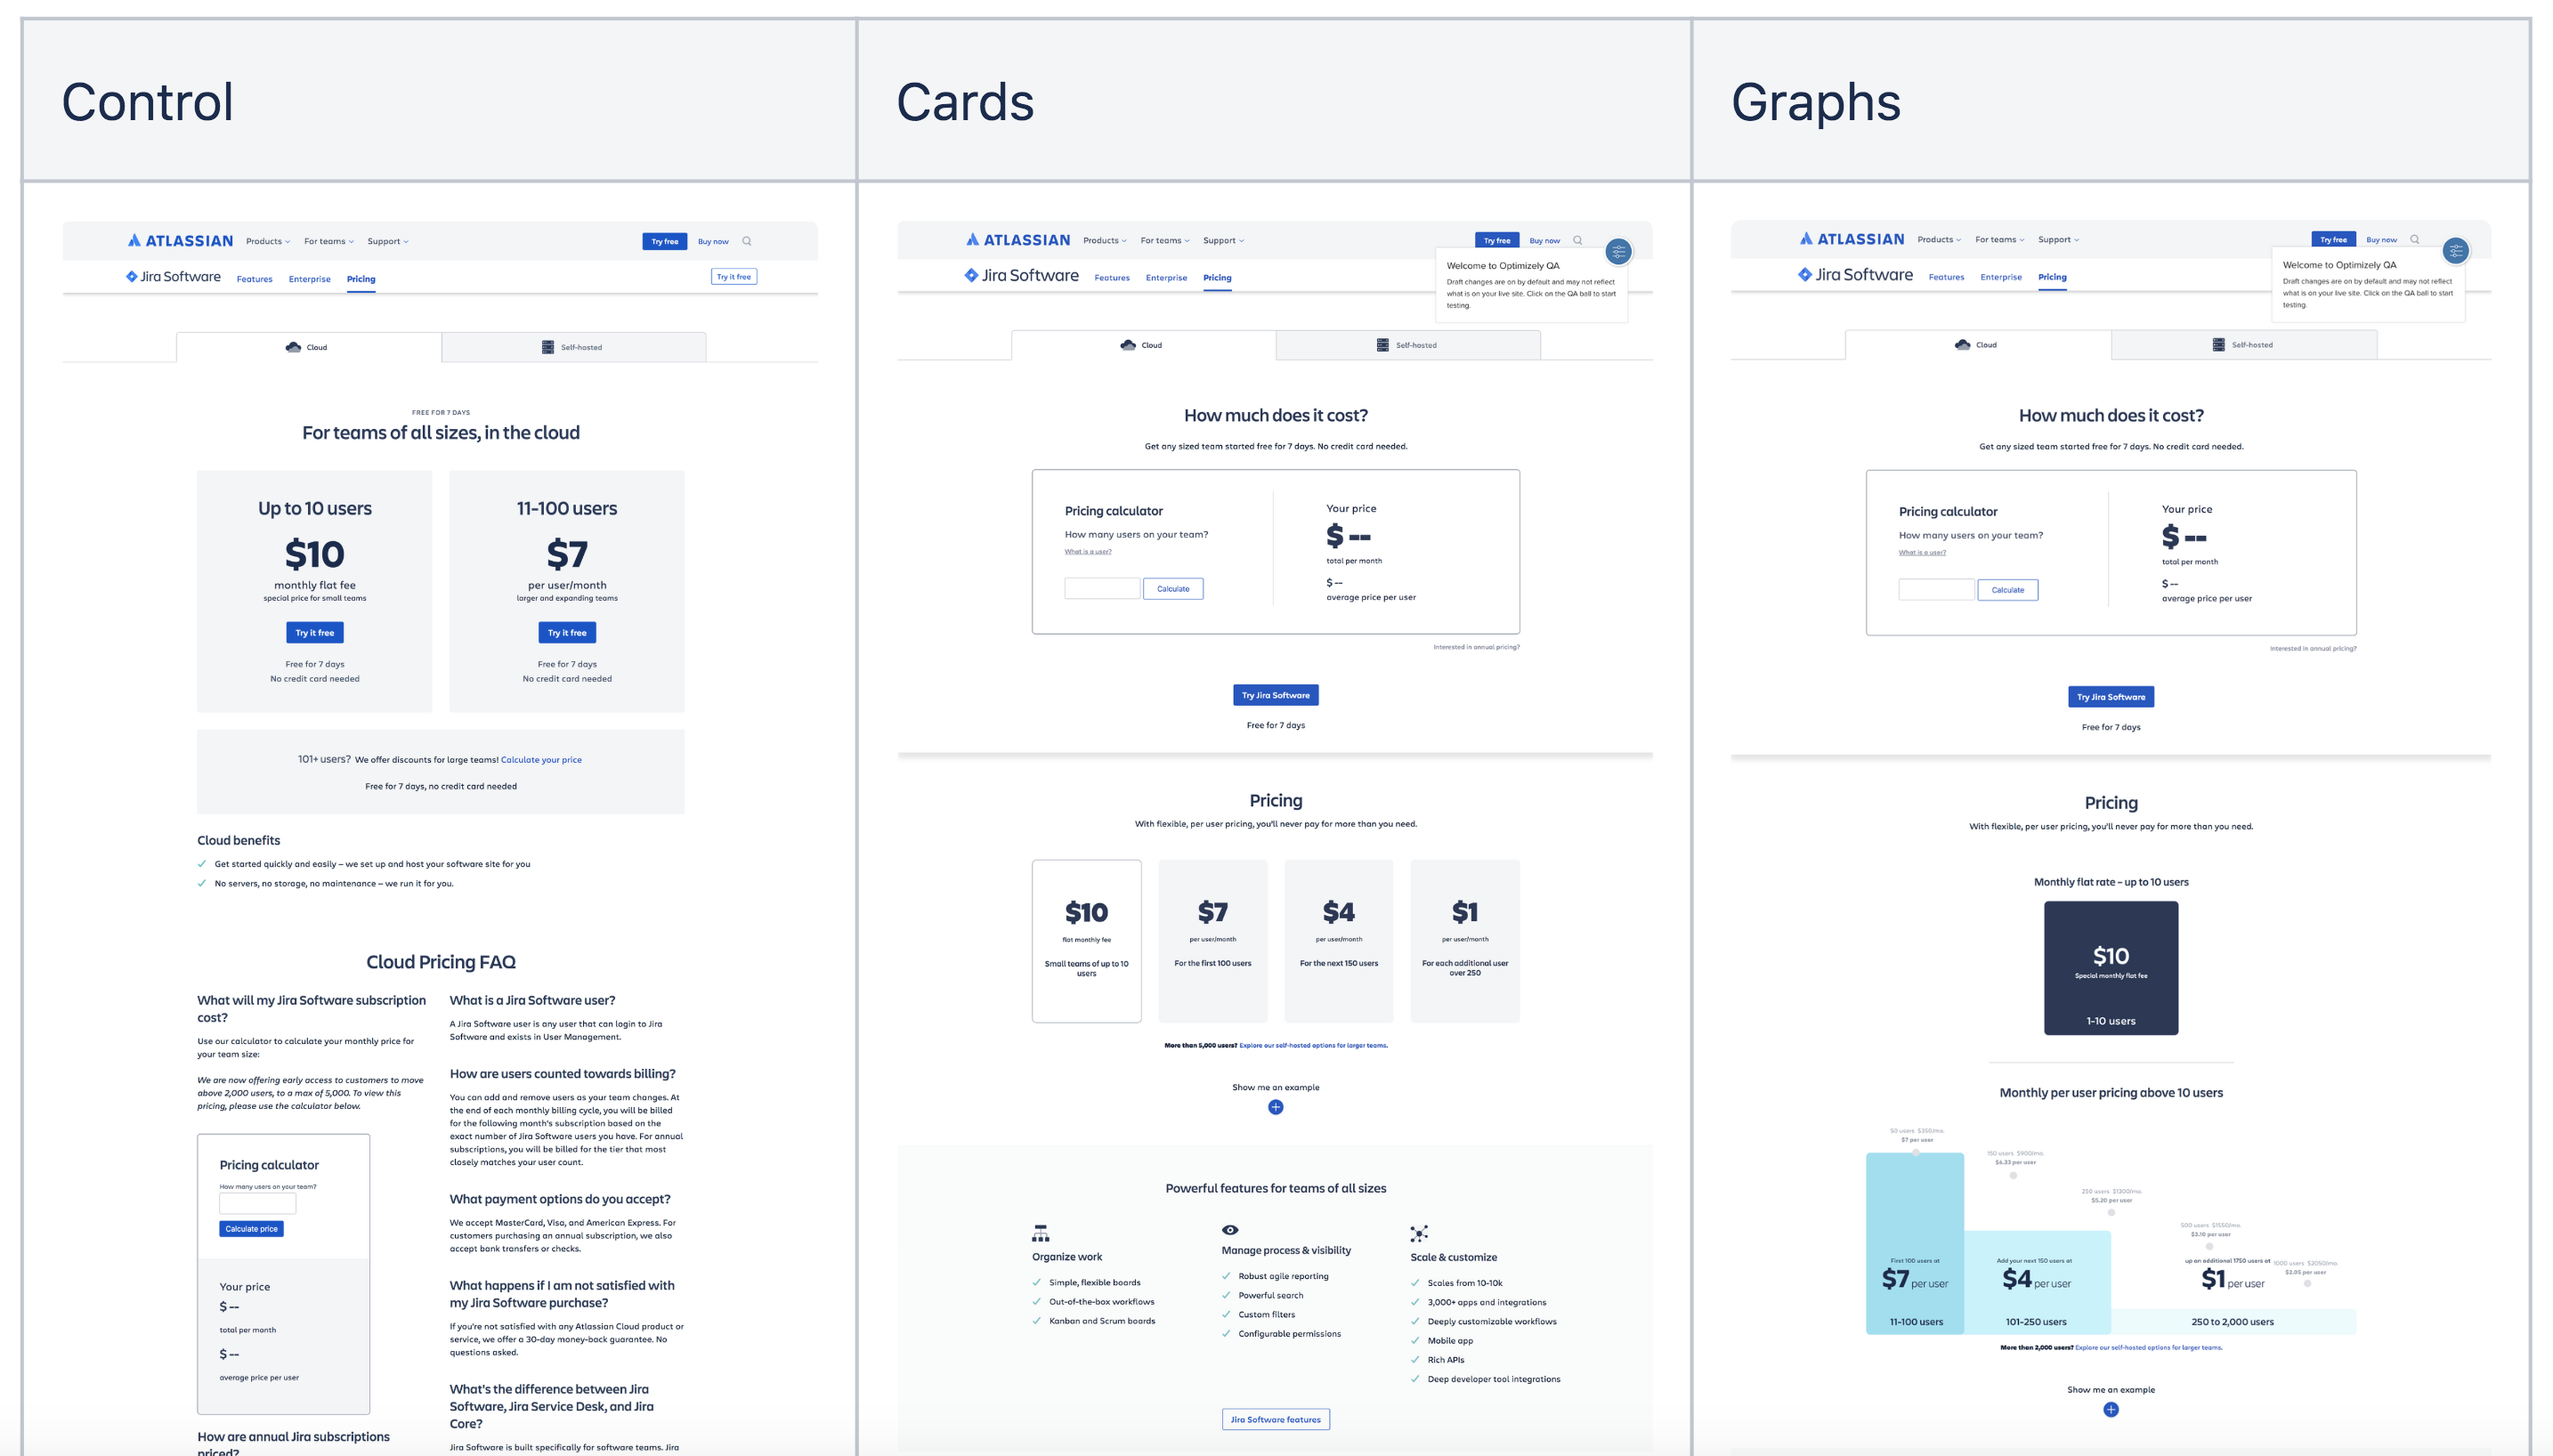 Control
Cards
Graphs
ATLASSIAN
Products
For teams
Support
Try free
Buy now
Jira Software
Features
Enterprise
Pricing
Try it free
Cloud
Self-hosted
FREE FOR 7 DAYS
For teams of all sizes, in the cloud
Up to 10 users
$10
monthly flat fee
special price for small teams
Try it free
Free for 7 days
No credit card needed
11-100 users
$7
per user/month
larger and expanding teams
Try it free
Free for 7 days
No credit card needed
101+ users? We offer discounts for large teams! Calculate your price
Free for 7 days, no credit card needed
Cloud benefits
Get started quickly and easily – we set up and host your software site for you
No servers, no storage, no maintenance – we run it for you.
Cloud Pricing FAQ
What will my Jira Software subscription
cost?
Use our calculator to calculate your monthly price for
your team size:
We are now offering early access to customers to move
above 2,000 users, to a max of 5,000. To view this
pricing, please use the calculator below.
Pricing calculator
How many users on your team?
Calculate price
Your price
$ --
total per month
$ --
average price per user
How are annual Jira subscriptions
priced?
What is a Jira Software user?
A Jira Software user is any user that can login to Jira
Software and exists in User Management.
How are users counted towards billing?
You can add and remove users as your team changes. At
the end of each monthly billing cycle, you will be billed
for the following month's subscription based on the
exact number of Jira Software users you have. For annual
subscriptions, you will be billed for the tier that most
closely matches your user count.
What payment options do you accept?
We accept MasterCard, Visa, and American Express. For
customers purchasing an annual subscription, we also
accept bank transfers or checks.
What happens if I am not satisfied with
my Jira Software purchase?
If you're not satisfied with any Atlassian Cloud product or
service, we offer a 30-day money-back guarantee. No
questions asked.
What's the difference between Jira
Software, Jira Service Desk, and Jira
Core?
Jira Software is built specifically for software teams. Jira
ATLASSIAN
Products
For teams
Support
Try free
Buy now
Jira Software
Features
Enterprise
Pricing
Welcome to Optimizely QA
Draft changes are on by default and may not reflect
what is on your live site. Click on the QA ball to start
testing.
Cloud
Self-hosted
How much does it cost?
Get any sized team started free for 7 days. No credit card needed.
Pricing calculator
How many users on your team?
What is a user?
Calculate
Your price
$ --
total per month
$ --
average price per user
Interested in annual pricing?
Try Jira Software
Free for 7 days
Pricing
With flexible, per user pricing, you'll never pay for more than you need.
$10
flat monthly fee
Small teams of up to 10
users
$7
per user/month
For the first 100 users
$4
per user/month
For the next 150 users
$1
per user/month
For each additional user
over 250
More than 5,000 users? Explore our self-hosted options for larger teams.
Show me an example
Powerful features for teams of all sizes
Organize work
Simple, flexible boards
Out-of-the-box workflows
Kanban and Scrum boards
Manage process & visibility
Robust agile reporting
Powerful search
Custom filters
Configurable permissions
Scale & customize
Scales from 10-10k
3,000+ apps and integrations
Deeply customizable workflows
Mobile app
Rich APIs
Deep developer tool integrations
Jira Software features
ATLASSIAN
Products
For teams
Support
Try free
Buy now
Jira Software
Features
Enterprise
Pricing
Welcome to Optimizely QA
Draft changes are on by default and may not reflect
what is on your live site. Click on the QA ball to start
testing.
Cloud
Self-hosted
How much does it cost?
Get any sized team started free for 7 days. No credit card needed.
Pricing calculator
How many users on your team?
What is a user?
Calculate
Your price
$ --
total per month
$ --
average price per user
Interested in annual pricing?
Try Jira Software
Free for 7 days
Pricing
With flexible, per user pricing, you'll never pay for more than you need.
Monthly flat rate – up to 10 users
$10
Special monthly flat fee
1-10 users
Monthly per user pricing above 10 users
50 users $350/mo.
$7 per user
150 users $900/mo.
$6.33 per user
250 users $1300/mo.
$5.20 per user
500 users $1550/mo.
$3.10 per user
1000 users $2050/mo.
$2.05 per user
First 100 users at
$7 per user
11-100 users
Add your next 150 users at
$4 per user
101-250 users
up an additional 1750 users at
$1 per user
250 to 2,000 users
More than 2,000 users? Explore our self-hosted options for larger teams.
Show me an example